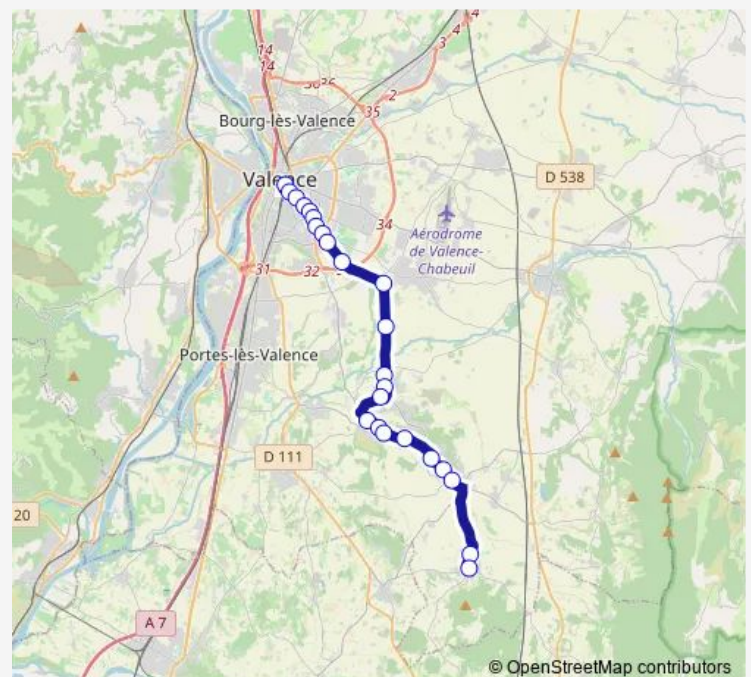 14
14
4
3 4
36
2
35
Bourg-lès-Valence
Valence
D 538
34
Aérodrome
de Valence-
Chabeuil
31
32
Portes-lès-Valence
D 111
20
A 7
© OpenStreetMap contributors